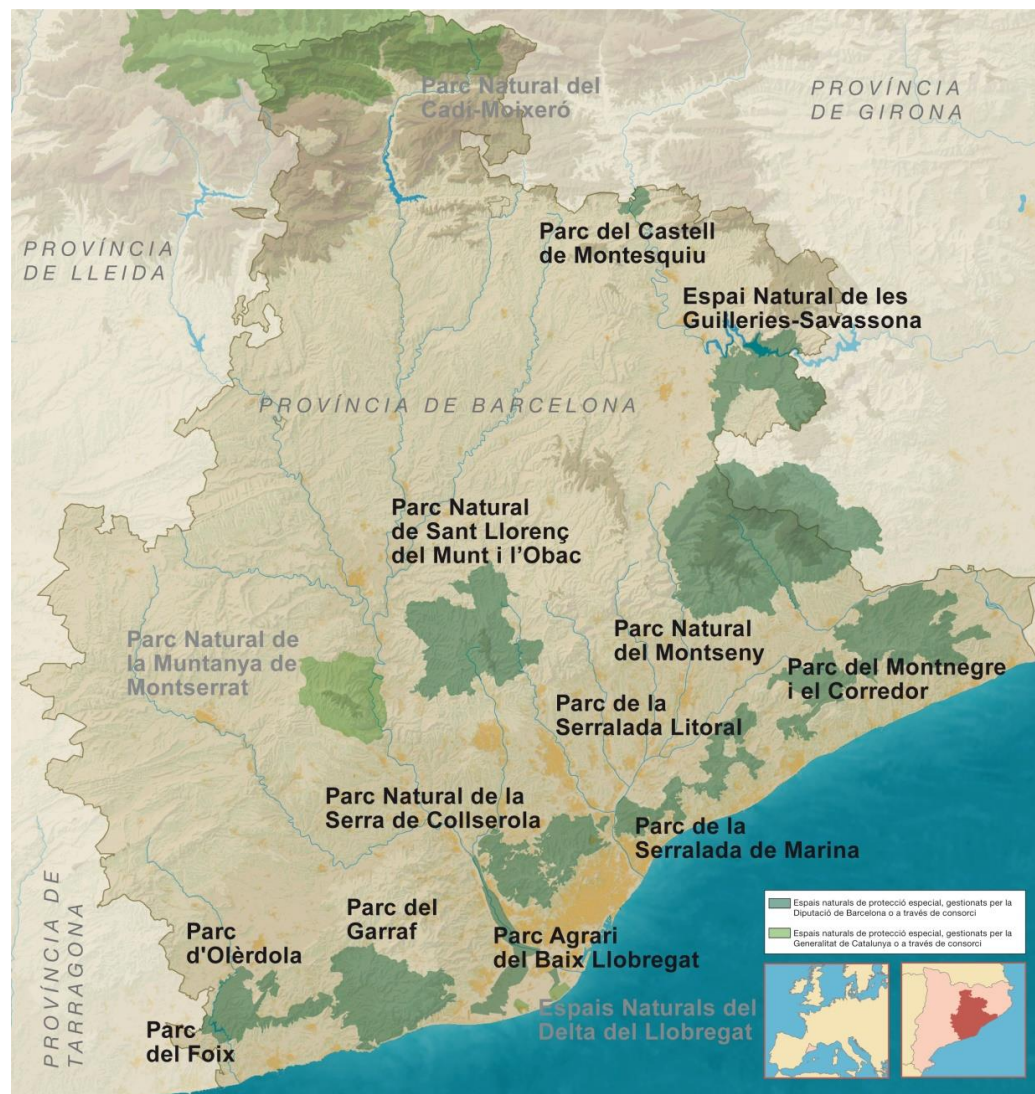 Parc Natural del
Cadí-Moixeró
PROVÍNCIA
DE GIRONA
PROVÍNCIA
DE LLEIDA
Parc del Castell
de Montesquiu
Espai Natural de les
Guilleries-Savassona
PROVÍNCIA DE BARCELONA
Parc Natural
de Sant Llorenç
del Munt i l'Obac
Parc Natural de
la Muntanya de
Montserrat
Parc Natural
del Montseny
Parc del Montnegre
i el Corredor
Parc de la
Serralada Litoral
Parc Natural de la
Serra de Collserola
Parc de la
Serralada de Marina
PROVÍNCIA DE
TARRAGONA
Parc
d'Olèrdola
Parc del
Garraf
Parc Agrari
del Baix Llobregat
Espais Naturals del
Delta del Llobregat
Parc
del Foix
Espais naturals de protecció especial, gestionats per la
Diputació de Barcelona o a través de consorci
Espais naturals de protecció especial, gestionats per la
Generalitat de Catalunya o a través de consorci